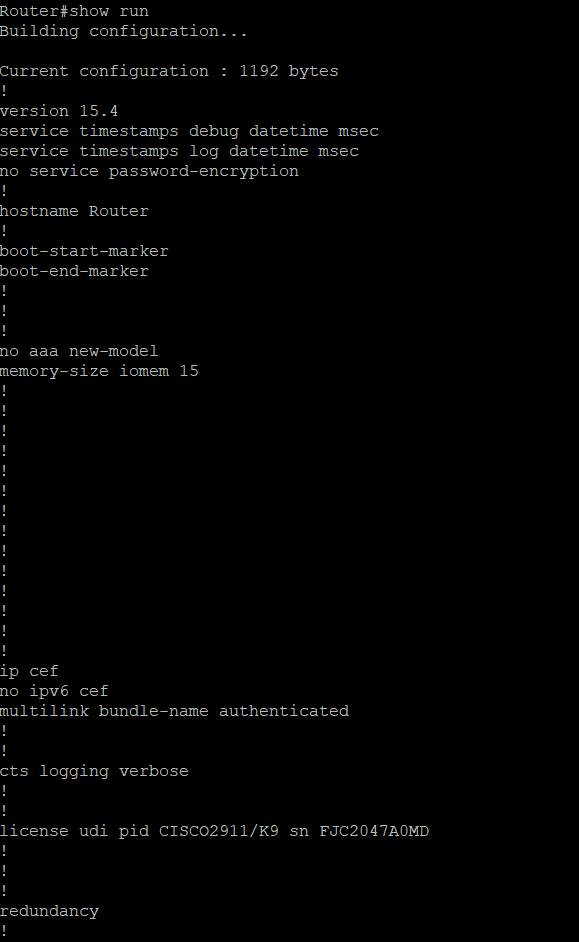 Router#show run
Building configuration...

Current configuration : 1192 bytes
!
version 15.4
service timestamps debug datetime msec
service timestamps log datetime msec
no service password-encryption
!
hostname Router
!
boot-start-marker
boot-end-marker
!
!
!
no aaa new-model
memory-size iomem 15
!
!
!
!
!
!
!
!
!
!
!
!
!
!
ip cef
no ipv6 cef
multilink bundle-name authenticated
!
!
cts logging verbose
!
!
license udi pid CISCO2911/K9 sn FJC2047A0MD
!
!
!
redundancy
!